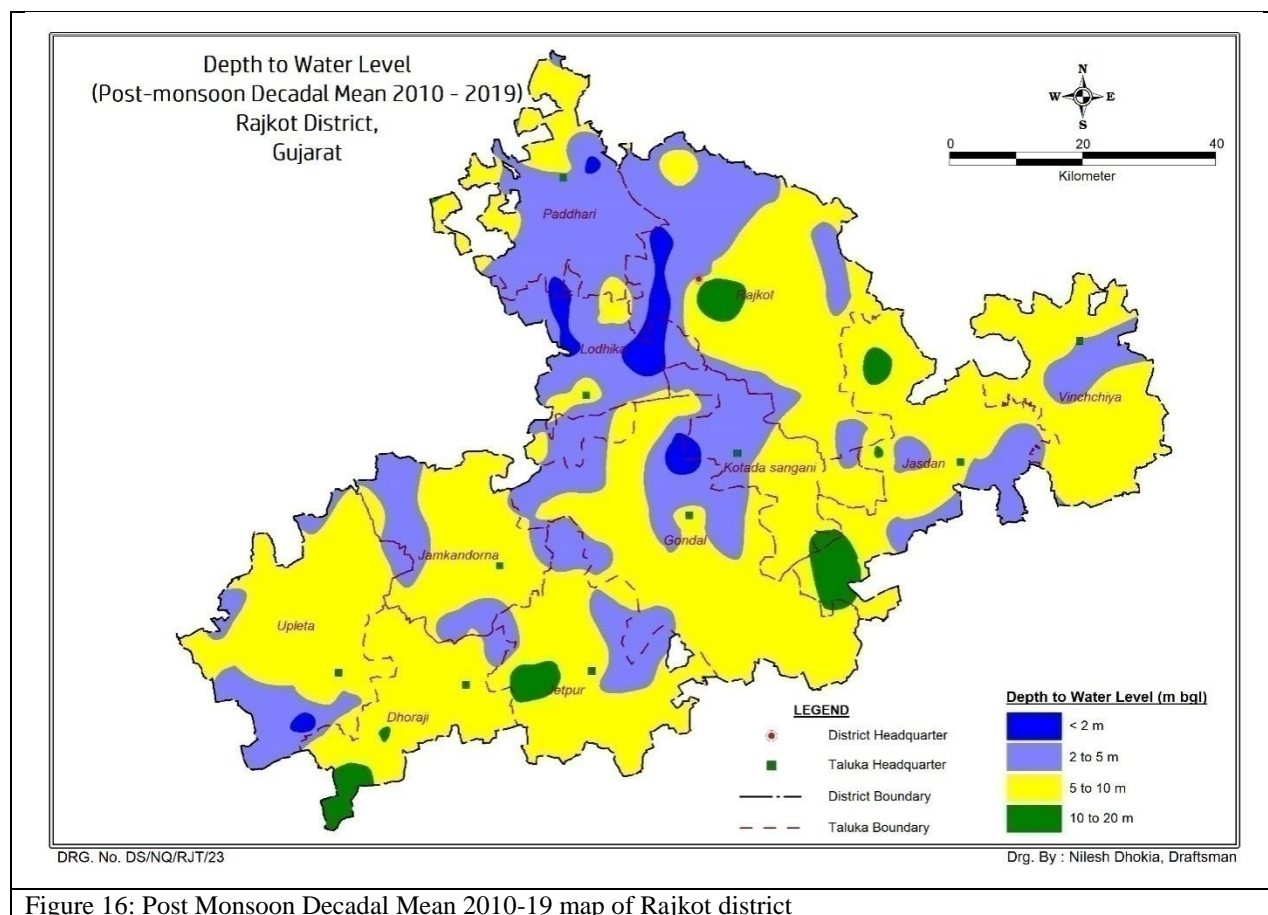 Depth to Water Level
(Post-monsoon Decadal Mean 2010 - 2019)
Rajkot District,
Gujarat
N
W E
S
0 20 40
Kilometer
Paddhari
Rajkot
Lodhika
Vinchchiya
Kotada sangani
Jasdan
Gondal
Jamkandorna
Upleta
Jetpur
Dhoraji
LEGEND
District Headquarter
Taluka Headquarter
District Boundary
Taluka Boundary
Depth to Water Level (m bgl)
< 2 m
2 to 5 m
5 to 10 m
10 to 20 m
DRG. No. DS/NQ/RJT/23
Drg. By : Nilesh Dhokia, Draftsman
Figure 16: Post Monsoon Decadal Mean 2010-19 map of Rajkot district